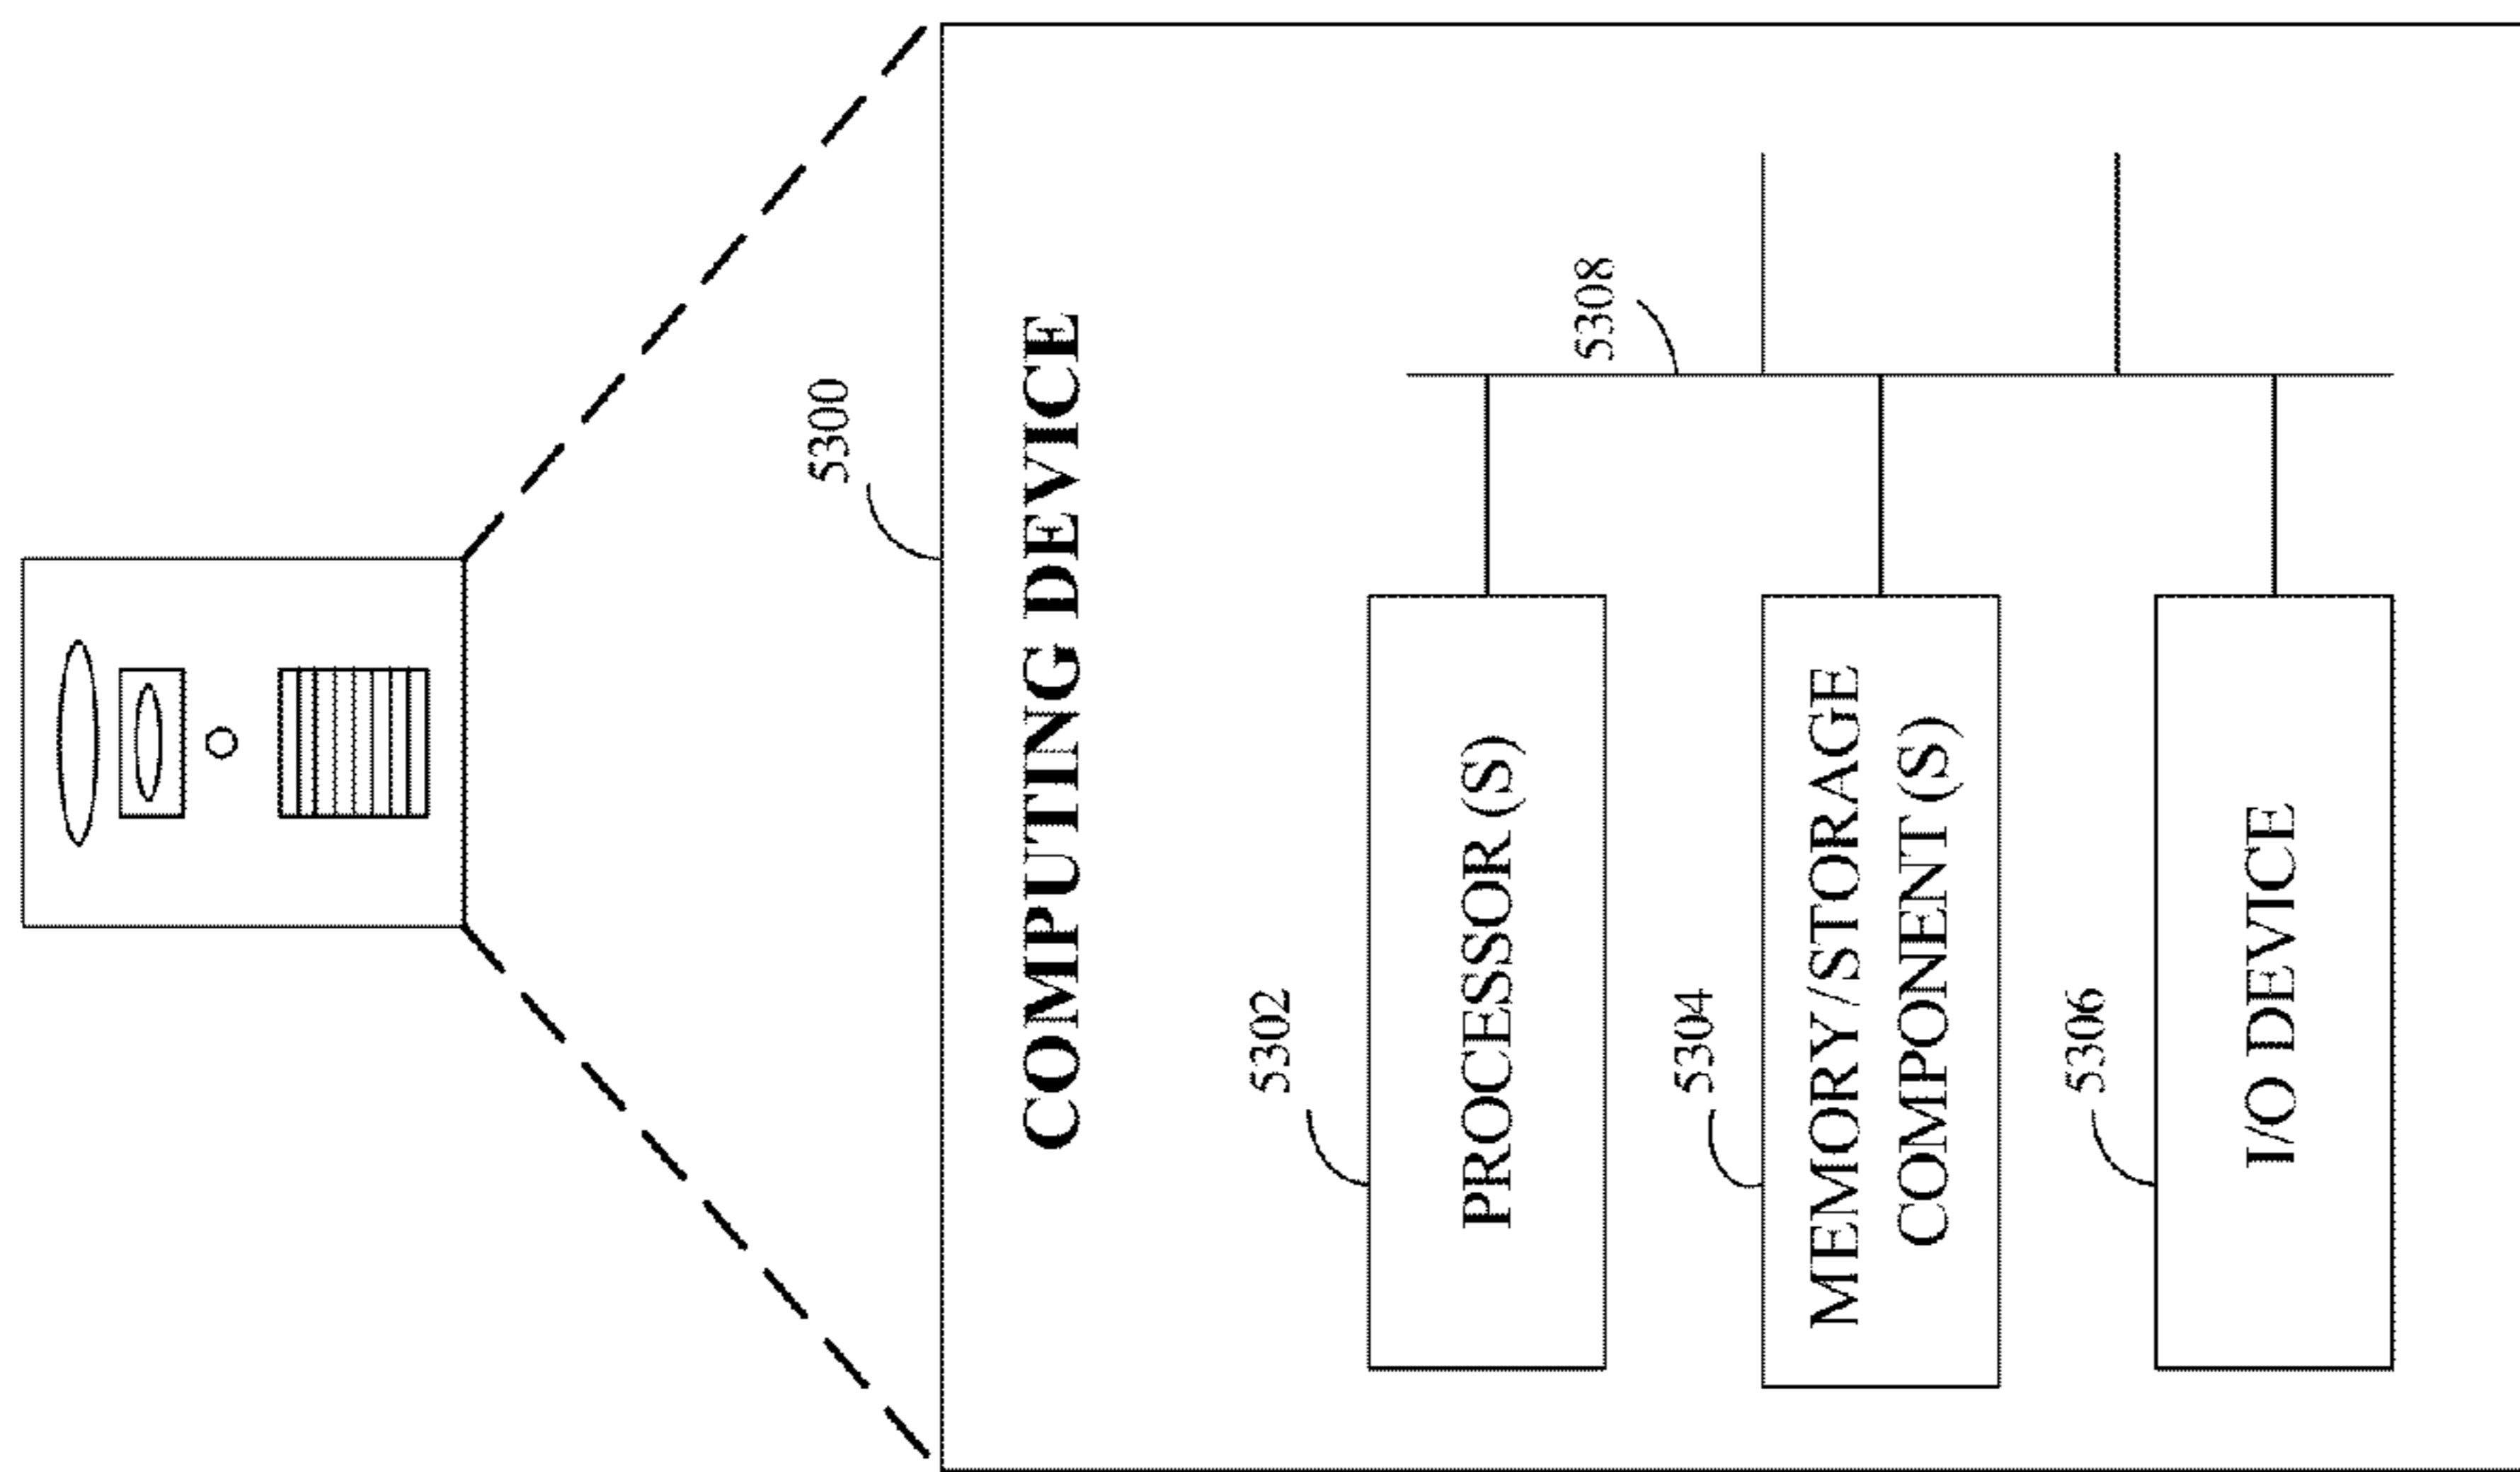 5300
COMPUTING DEVICE
5302
PROCESSOR (S)
5308
5304
MEMORY/STORAGE
COMPONENT (S)
5306
I/O DEVICE